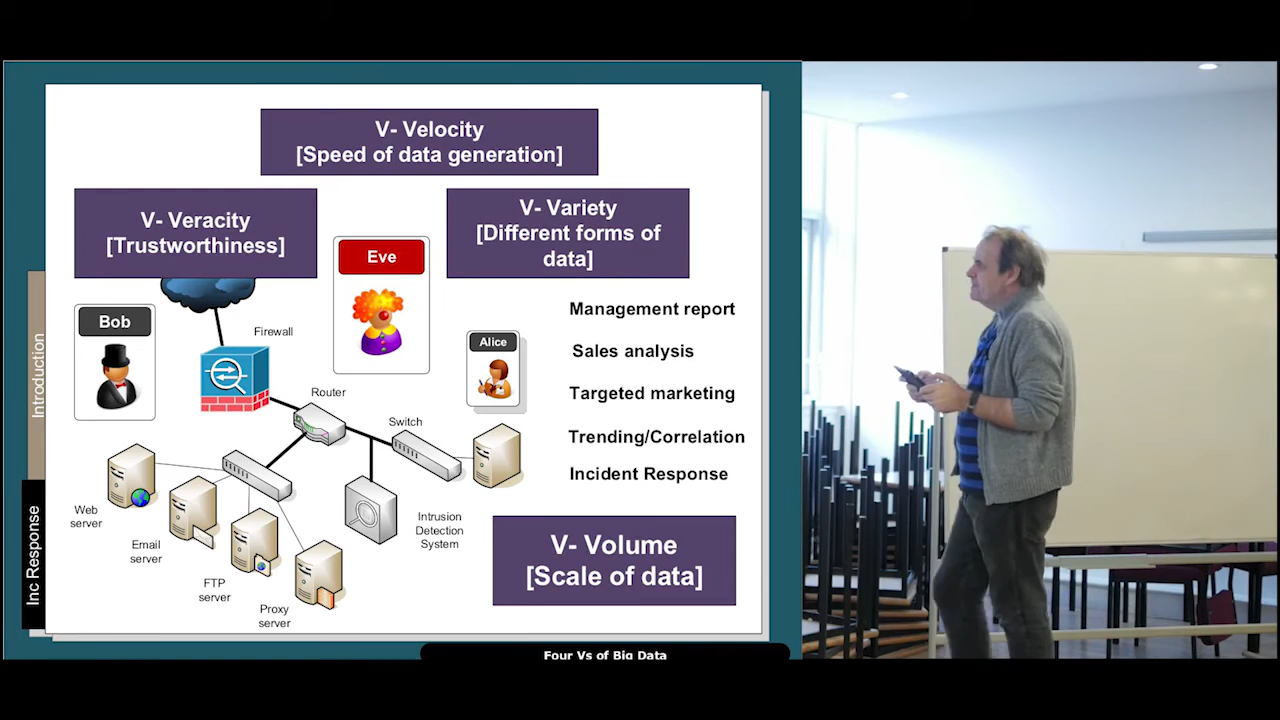 V- Velocity
[Speed of data generation]
V- Veracity
[Trustworthiness]
V- Variety
[Different forms of
data]
Eve
Bob
Firewall
Alice
Management report
Sales analysis
Targeted marketing
Trending/Correlation
Incident Response
Router
Switch
Introduction
Web
server
Email
server
FTP
server
Proxy
server
Intrusion
Detection
System
Inc Response
V- Volume
[Scale of data]
Four Vs of Big Data